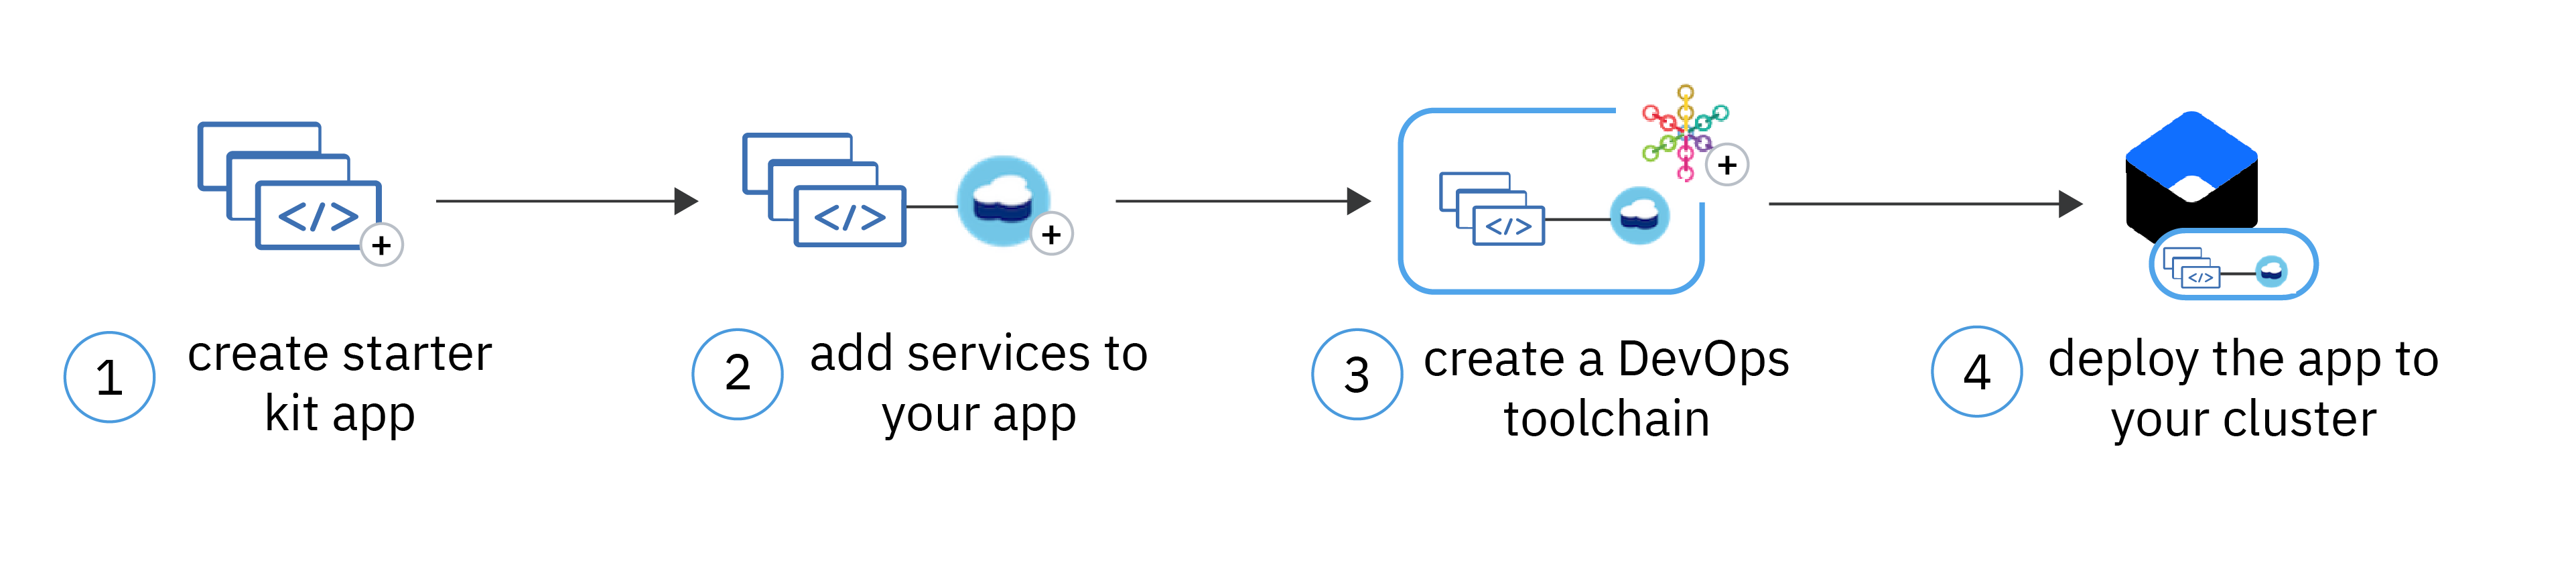 </>
+
</>
+
</>
+
</>
1
create starter
kit app
2
add services to
your app
3
create a DevOps
toolchain
4
deploy the app to
your cluster